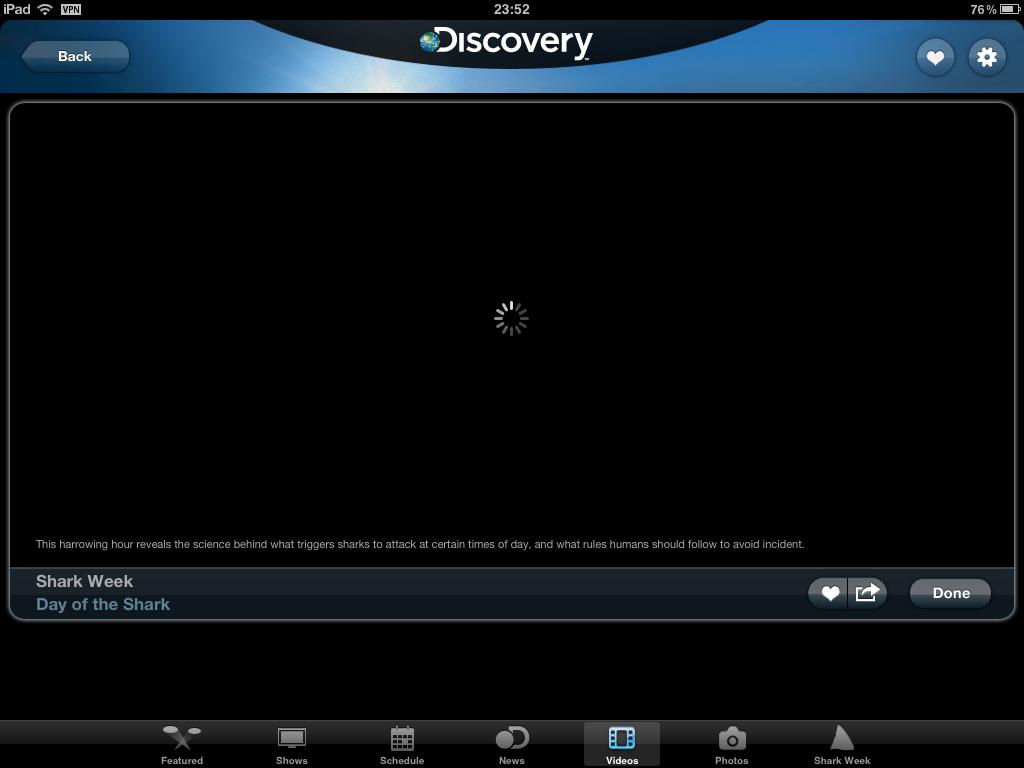 iPad VPN 23:52 76%
Back
Discovery™
This harrowing hour reveals the science behind what triggers sharks to attack at certain times of day, and what rules humans should follow to avoid incident.
Shark Week
Day of the Shark
Done
Featured Shows Schedule News Videos Photos Shark Week